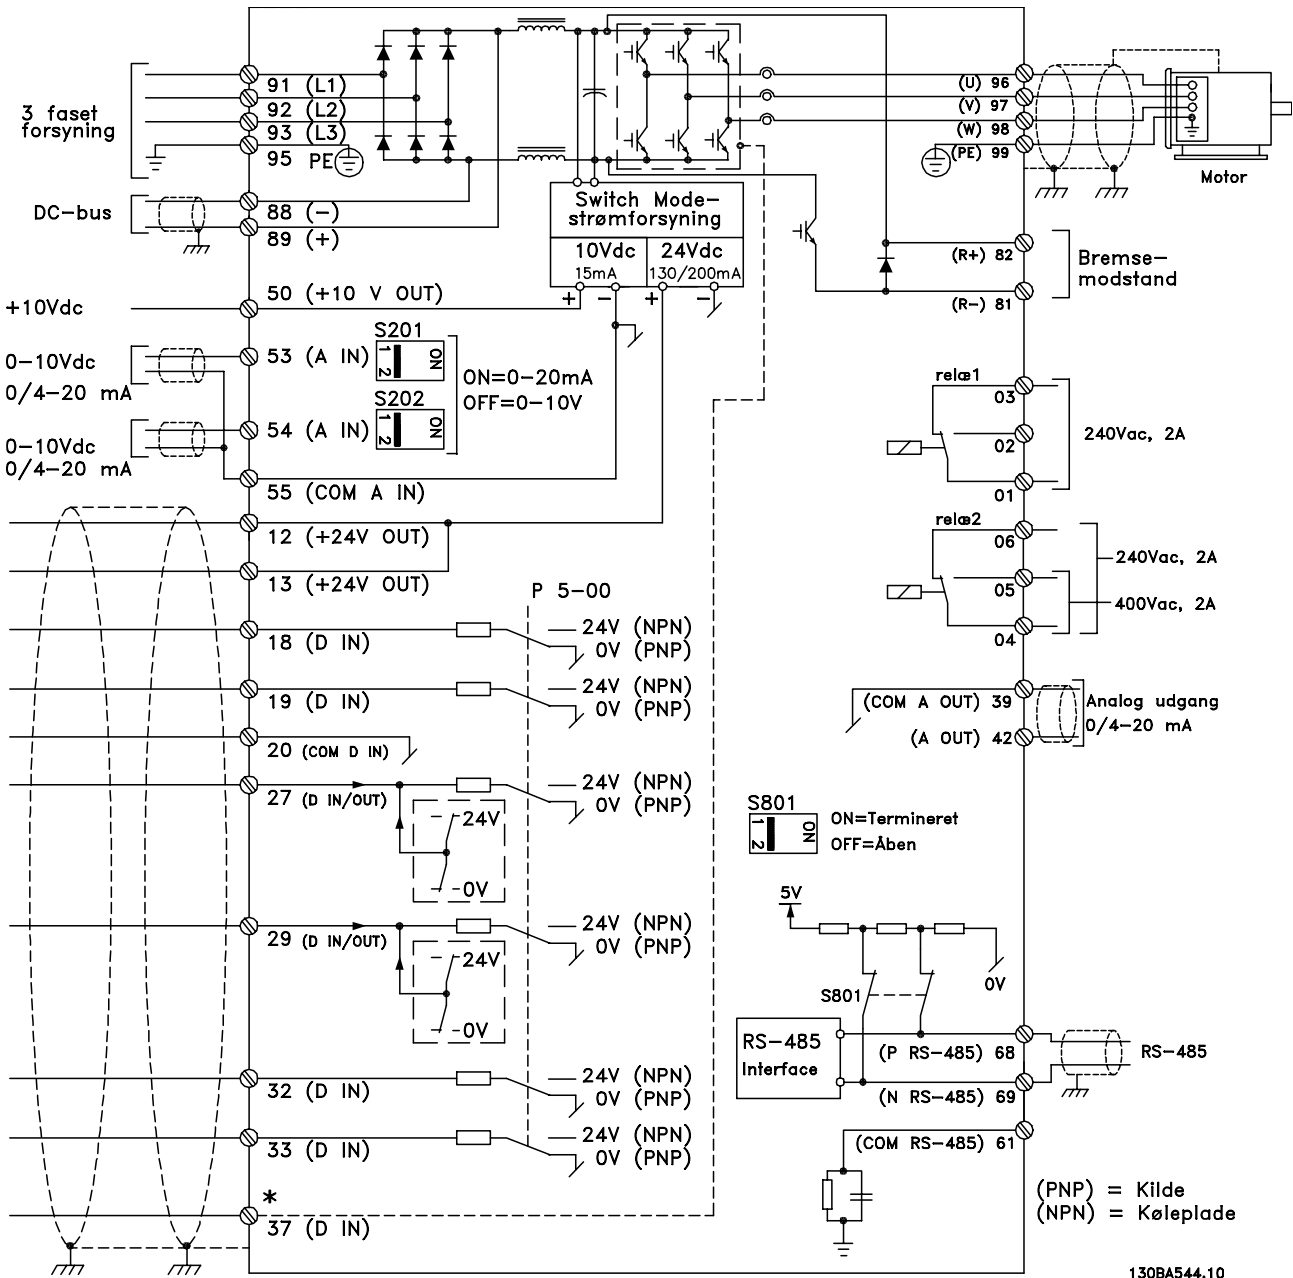 3 faset
forsyning
91 (L1)
92 (L2)
93 (L3)
95 PE
DC-bus
88 (-)
89 (+)
Switch Mode-
strømforsyning
10Vdc
15mA
24Vdc
130/200mA
+ - + -
(U) 96
(V) 97
(W) 98
(PE) 99
Motor
(R+) 82
(R-) 81
Bremse-
modstand
+10Vdc
50 (+10 V OUT)
0-10Vdc
0/4-20 mA
53 (A IN)
S201
1 2 ON
S202
1 2 ON
ON=0-20mA
OFF=0-10V
0-10Vdc
0/4-20 mA
54 (A IN)
55 (COM A IN)
12 (+24V OUT)
13 (+24V OUT)
relæ1
03
02
01
240Vac, 2A
relæ2
06
05
04
240Vac, 2A
400Vac, 2A
P 5-00
18 (D IN)
24V (NPN)
0V (PNP)
19 (D IN)
24V (NPN)
0V (PNP)
20 (COM D IN)
27 (D IN/OUT)
24V (NPN)
0V (PNP)
24V
0V
29 (D IN/OUT)
24V (NPN)
0V (PNP)
24V
0V
32 (D IN)
24V (NPN)
0V (PNP)
33 (D IN)
24V (NPN)
0V (PNP)
*
37 (D IN)
(COM A OUT) 39
(A OUT) 42
Analog udgang
0/4-20 mA
S801
1 2 ON
ON=Termineret
OFF=Åben
5V
S801
0V
RS-485
Interface
(P RS-485) 68
(N RS-485) 69
(COM RS-485) 61
RS-485
(PNP) = Kilde
(NPN) = Køleplade
130BA544.10